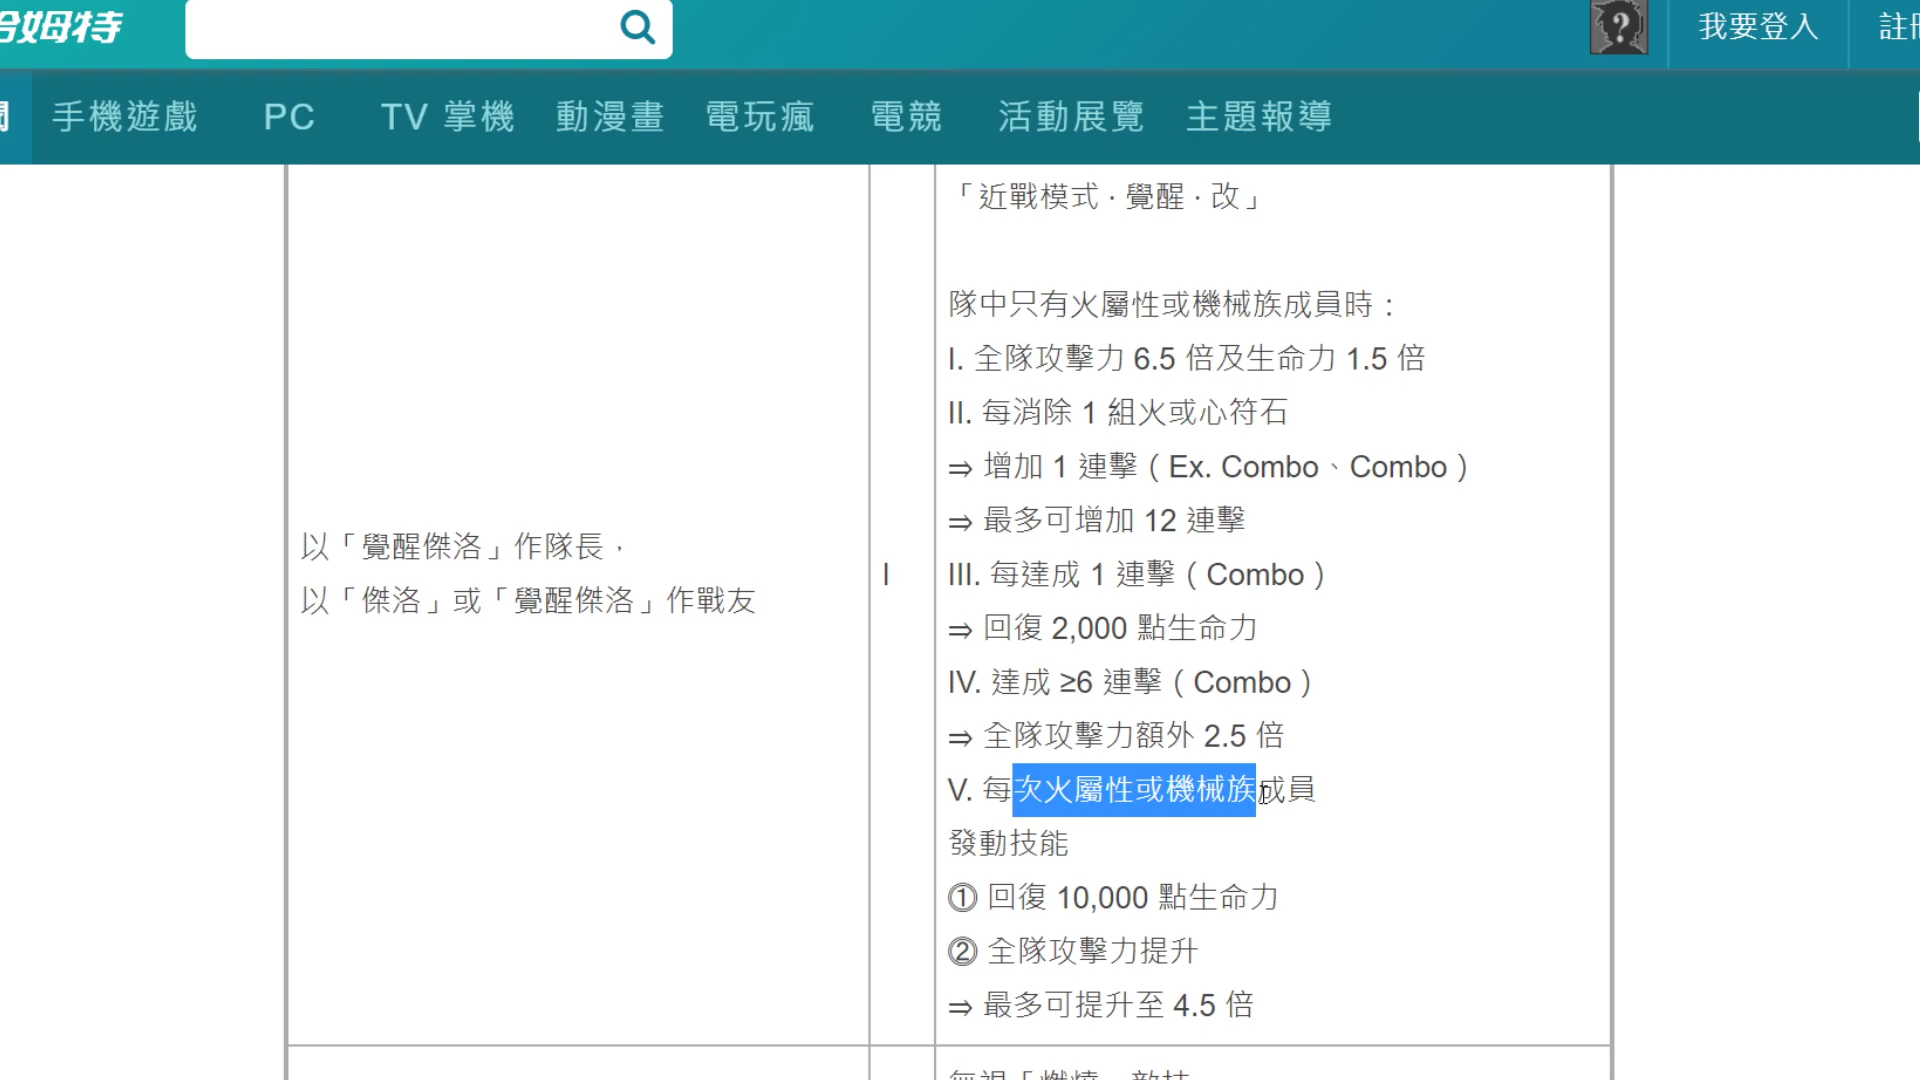 哈姆特
我要登入
註冊
手機遊戲 PC TV 掌機 動漫畫 電玩瘋 電競 活動展覽 主題報導
「近戰模式 ‧ 覺醒 ‧ 改」
隊中只有火屬性或機械族成員時：
I. 全隊攻擊力 6.5 倍及生命力 1.5 倍
II. 每消除 1 組火或心符石
⇒ 增加 1 連擊 ( Ex. Combo、Combo )
⇒ 最多可增加 12 連擊
以「覺醒傑洛」作隊長，
以「傑洛」或「覺醒傑洛」作戰友
I
III. 每達成 1 連擊 ( Combo )
⇒ 回復 2,000 點生命力
IV. 達成 ≥6 連擊 ( Combo )
⇒ 全隊攻擊力額外 2.5 倍
V. 每次火屬性或機械族成員
發動技能
① 回復 10,000 點生命力
② 全隊攻擊力提升
⇒ 最多可提升至 4.5 倍